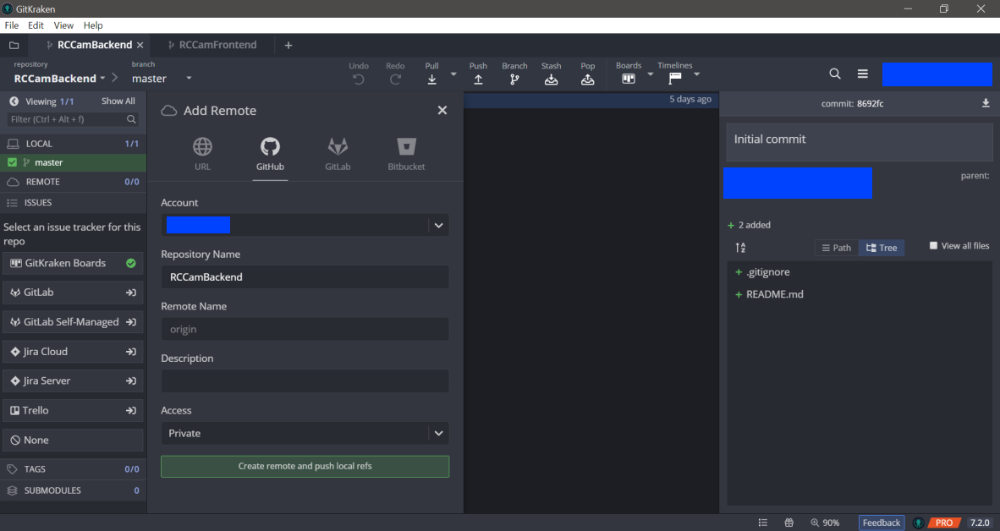 GitKraken
File Edit View Help
RCCamBackend
RCCamFrontend
repository
RCCamBackend
branch
master
Undo
Redo
Pull
Push
Branch
Stash
Pop
Boards
Timelines
Viewing 1/1 Show All
Filter (Ctrl + Alt + f)
LOCAL 1/1
master
REMOTE 0/0
ISSUES
Select an issue tracker for this
repo
GitKraken Boards
GitLab
GitLab Self-Managed
Jira Cloud
Jira Server
Trello
None
TAGS 0/0
SUBMODULES 0
Add Remote
URL
GitHub
GitLab
Bitbucket
Account
Repository Name
RCCamBackend
Remote Name
origin
Description
Access
Private
Create remote and push local refs
5 days ago
commit: 8692fc
Initial commit
parent:
2 added
Path
Tree
View all files
.gitignore
README.md
90%
Feedback
PRO
7.2.0